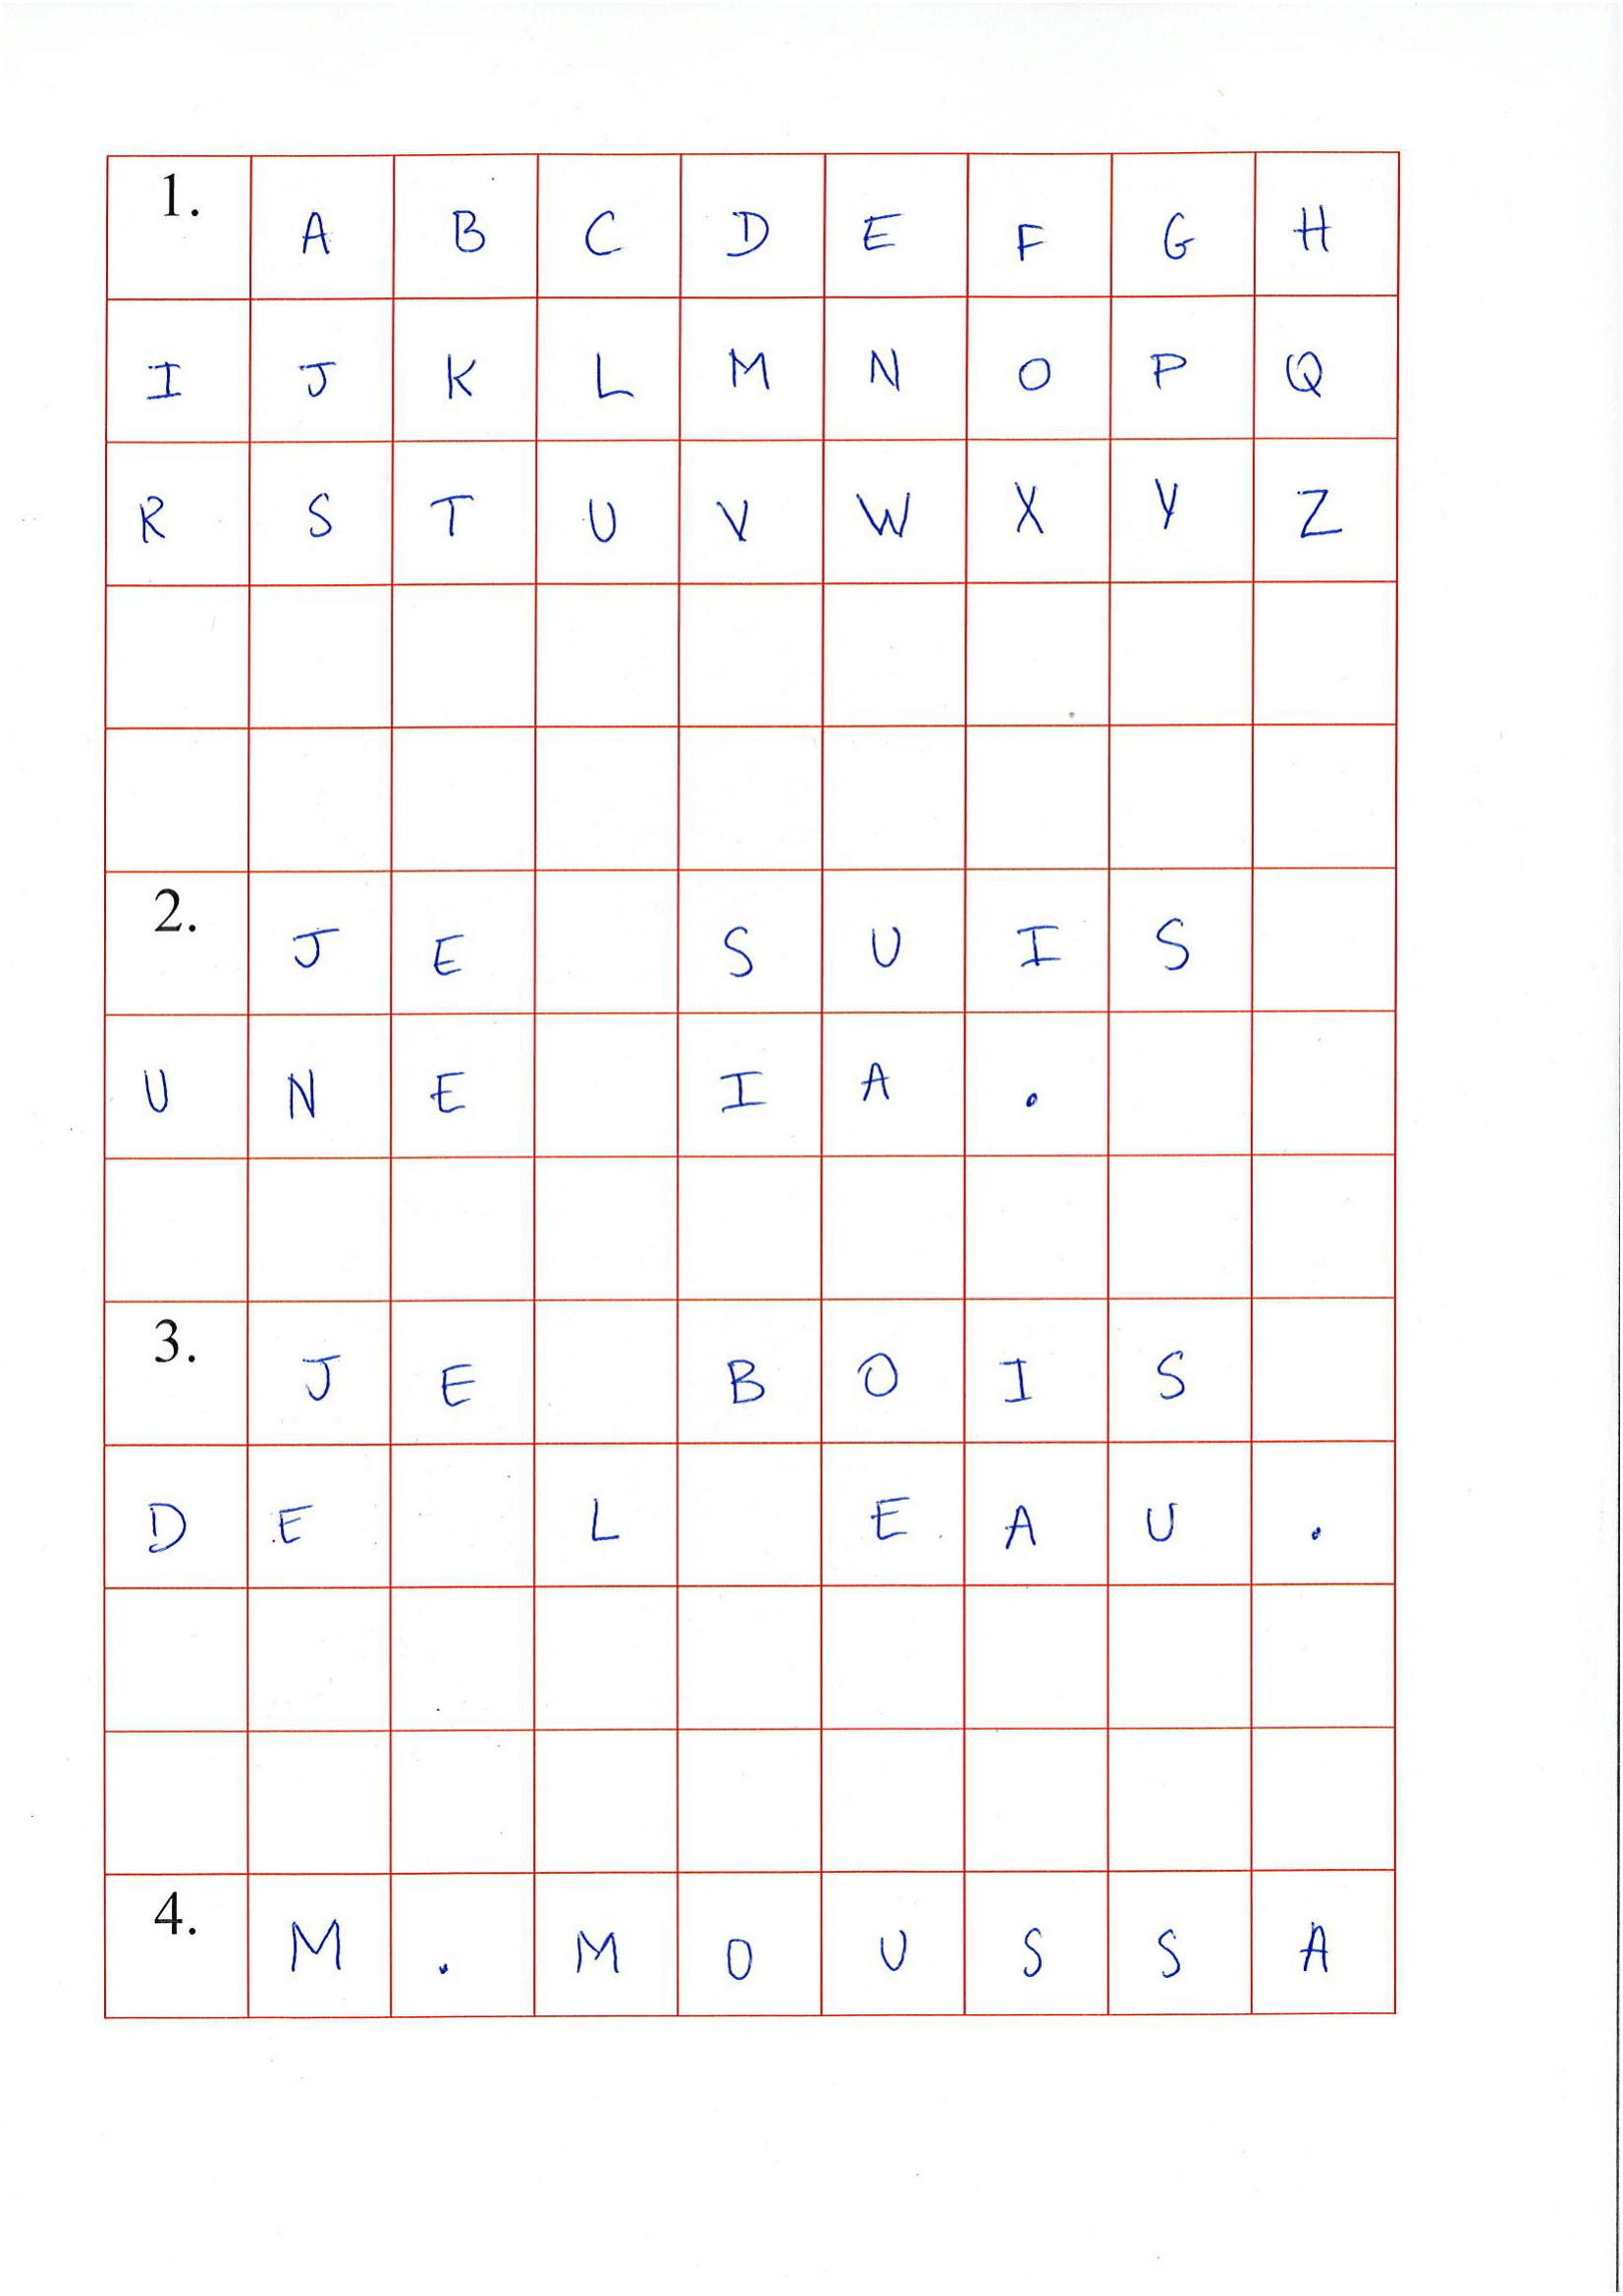 1. A B C D E F G H
I J K L M N O P Q
R S T U V W X Y Z
2. J E S U I S
U N E I A .
3. J E B O I S
D E L E A U .
4. M . M O U S S A